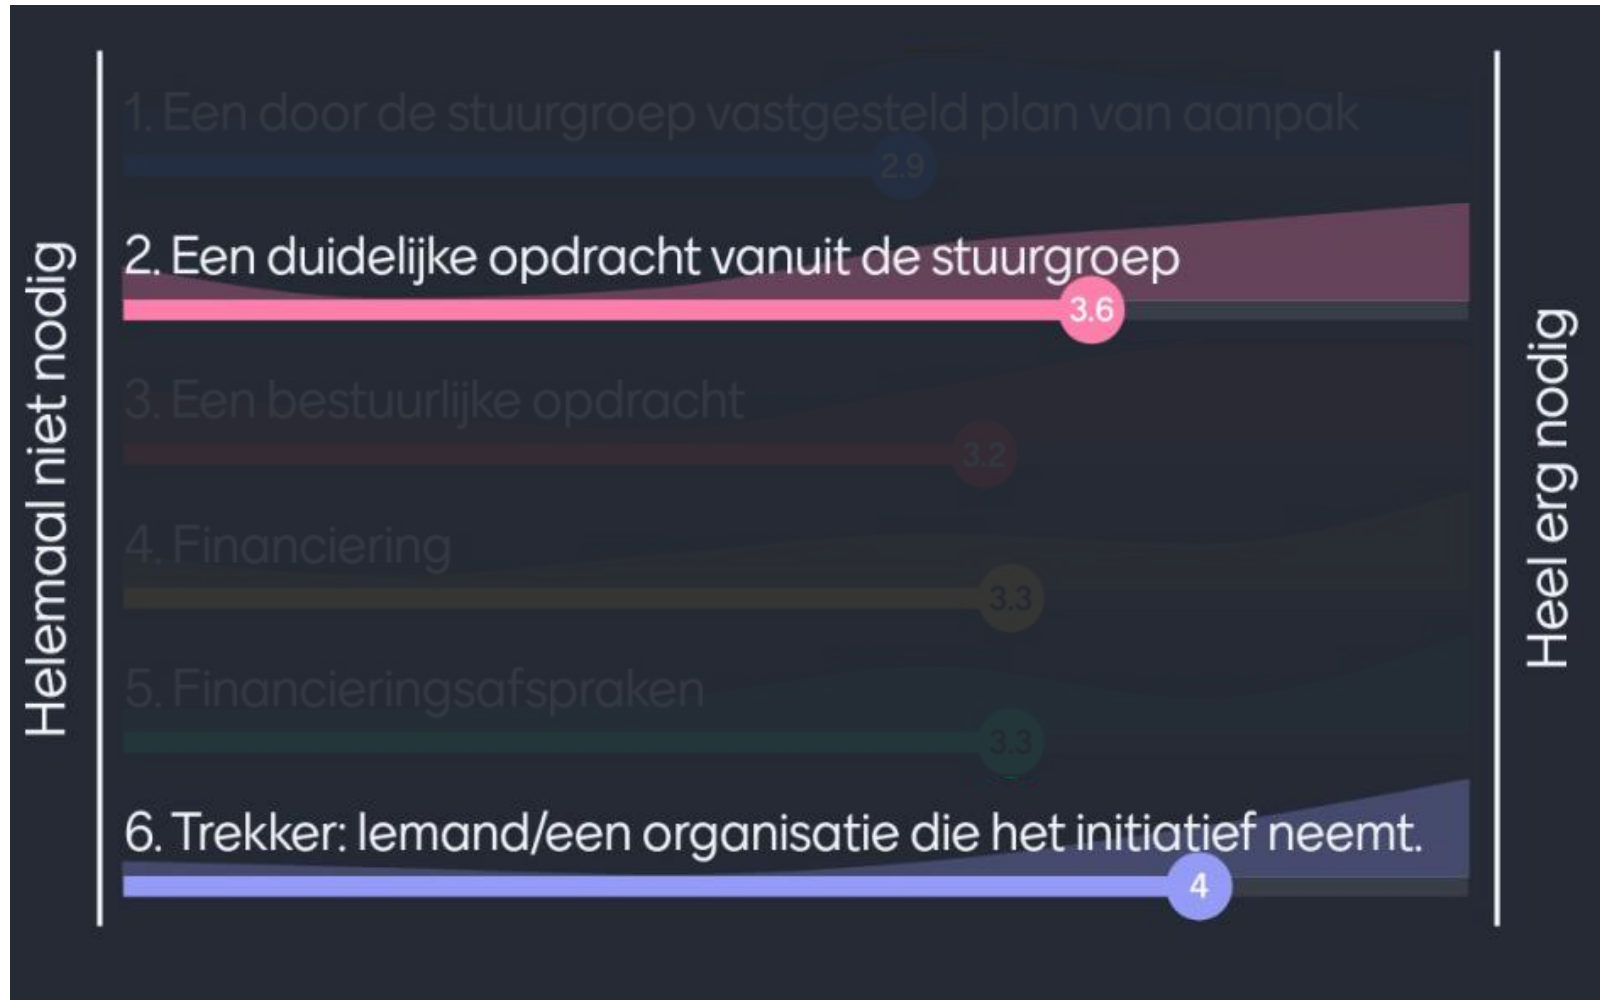 Helemaal niet nodig
1. Een door de stuurgroep vastgesteld plan van aanpak
2.9
2. Een duidelijke opdracht vanuit de stuurgroep
3.6
3. Een bestuurlijke opdracht
3.2
4. Financiering
3.3
5. Financieringsafspraken
3.3
6. Trekker: Iemand/een organisatie die het initiatief neemt.
4
Heel erg nodig